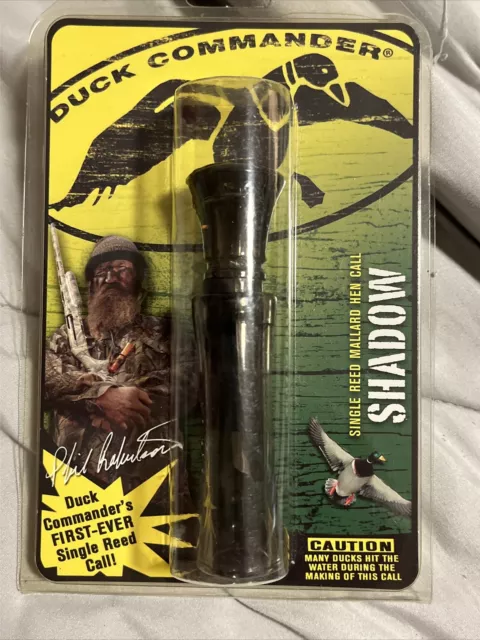 DUCK COMMANDER®
SINGLE REED MALLARD HEN CALL
SHADOW
Phil Robertson
Duck
Commander's
FIRST-EVER
Single Reed
Call!
CAUTION
MANY DUCKS HIT THE
WATER DURING THE
MAKING OF THIS CALL